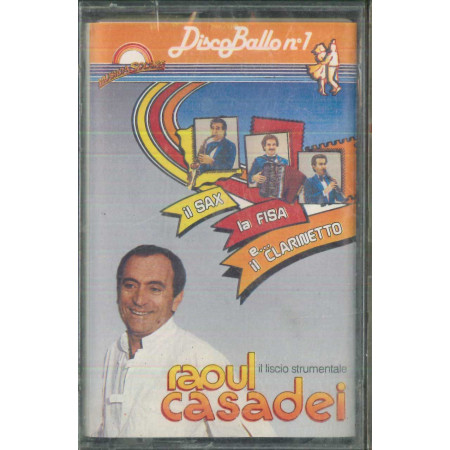 DiscoBallo n°1
il SAX
la FISA
e....
il CLARINETTO
il liscio strumentale
raoul
casadei